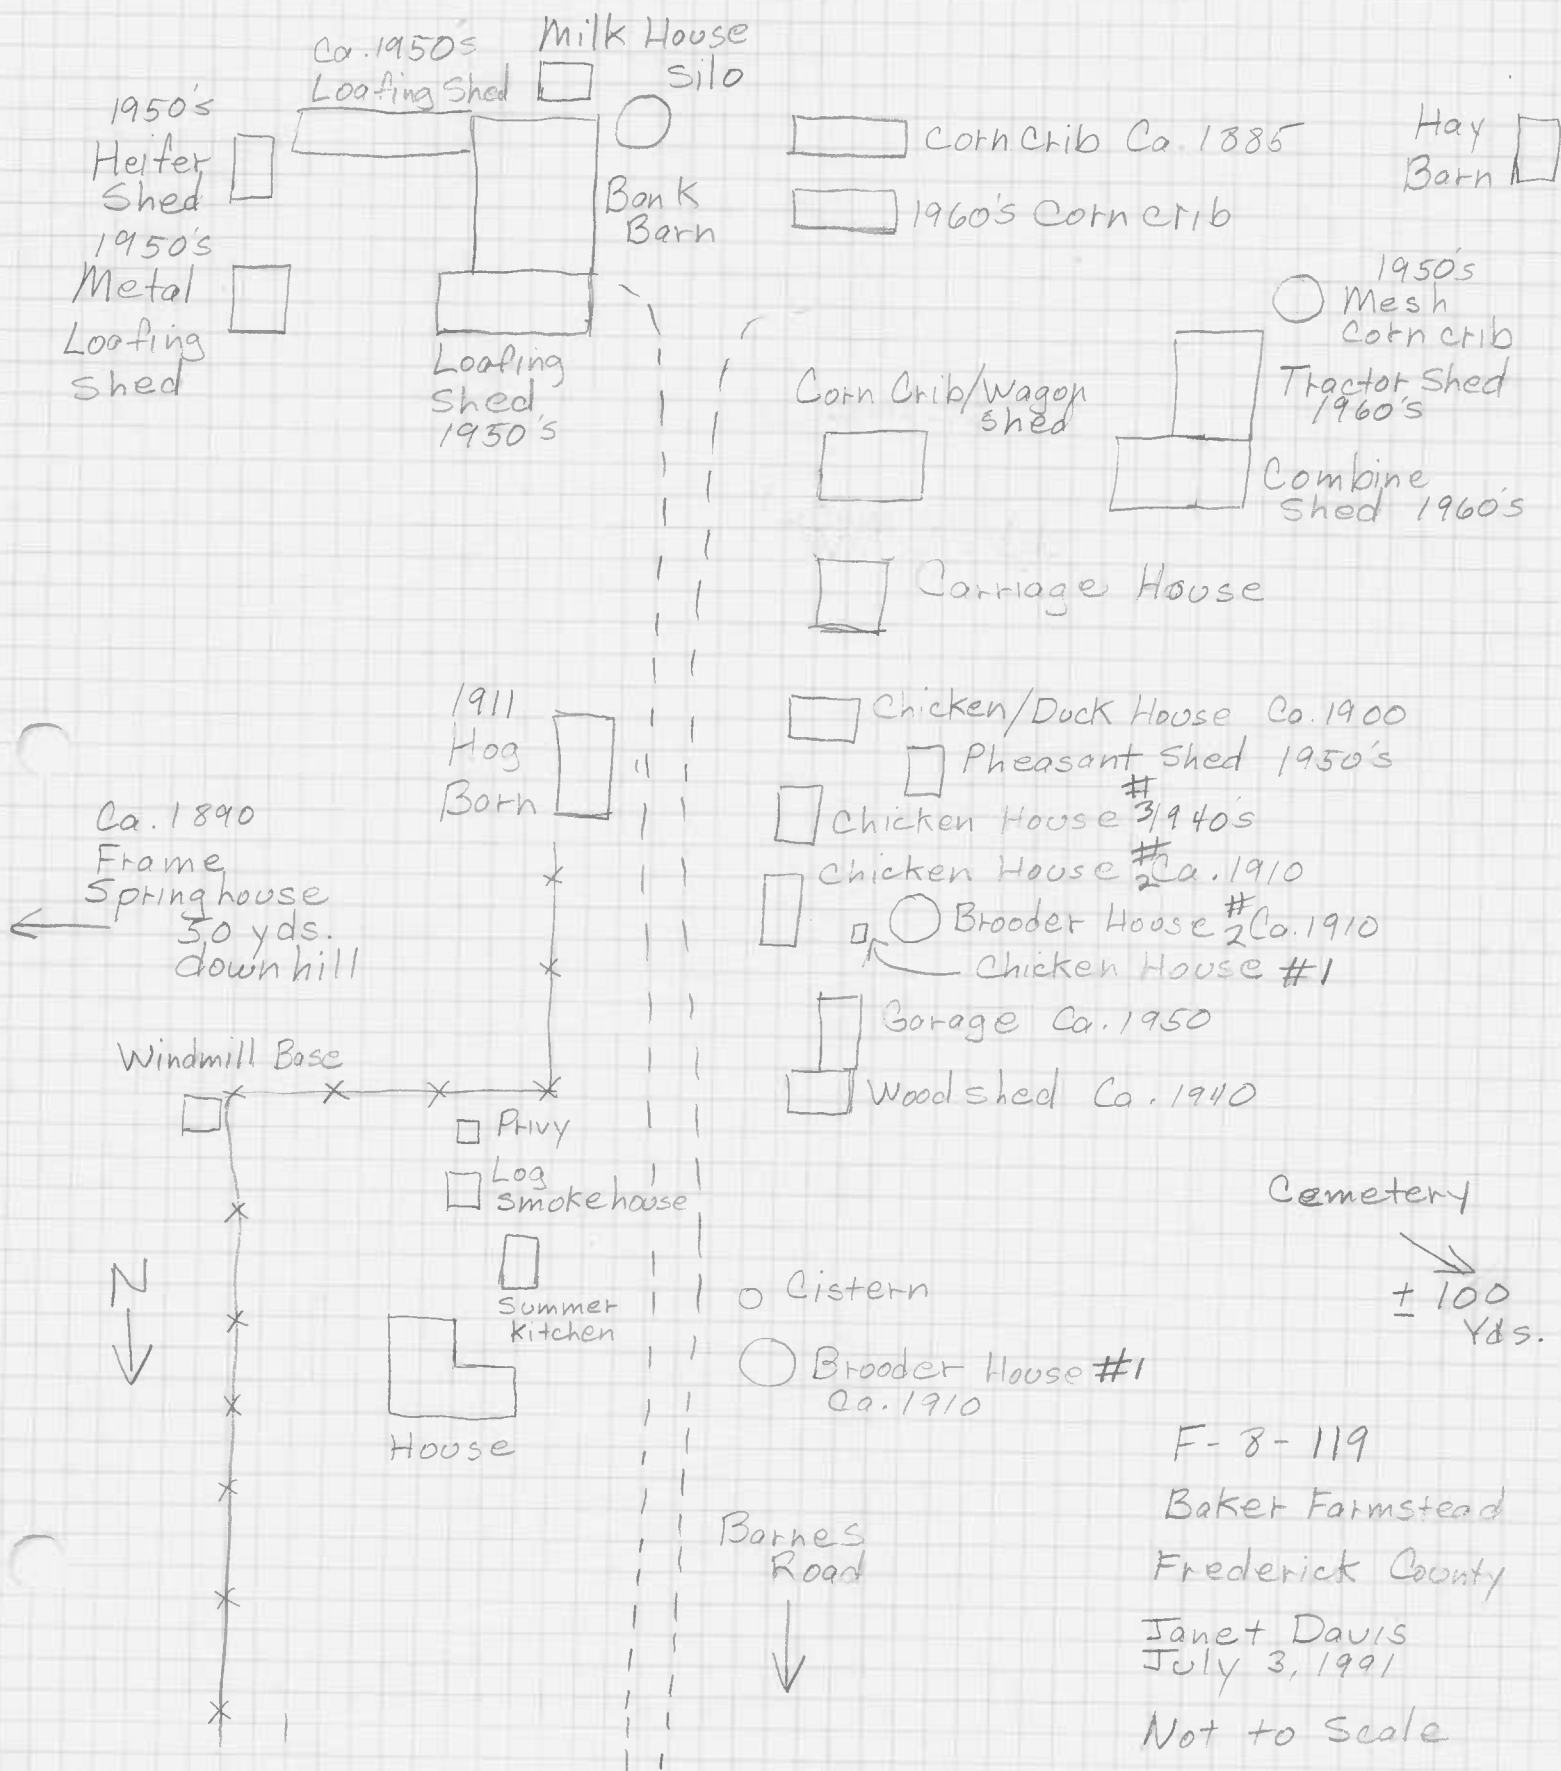 Ca. 1950's
Loafing Shed
Milk House
Silo
1950's
Heifer
Shed
Bank
Barn
Corn Crib Ca. 1885
1960's Corn crib
Hay
Barn
1950's
Metal
Loafing
Shed
Loafing
Shed
1950's
1950's
Mesh
Corn crib
Tractor Shed
1960's
Corn Crib/Wagon
Shed
Combine
Shed 1960's
Carriage House
1911
Hog
Barn
Chicken/Duck House Ca. 1900
Pheasant Shed 1950's
Chicken House #3 1940's
Chicken House #2 Ca. 1910
Brooder House #2 Ca. 1910
Chicken House #1
Ca. 1890
Frame
Springhouse
50 yds.
downhill
Garage Ca. 1950
Wood shed Ca. 1940
Windmill Base
Privy
Log
Smokehouse
Summer
Kitchen
House
N
Cemetery
± 100
Yds.
Cistern
Brooder House #1
Ca. 1910
Barnes
Road
F-8-119
Baker Farmstead
Frederick County
Janet Davis
July 3, 1991
Not to Scale